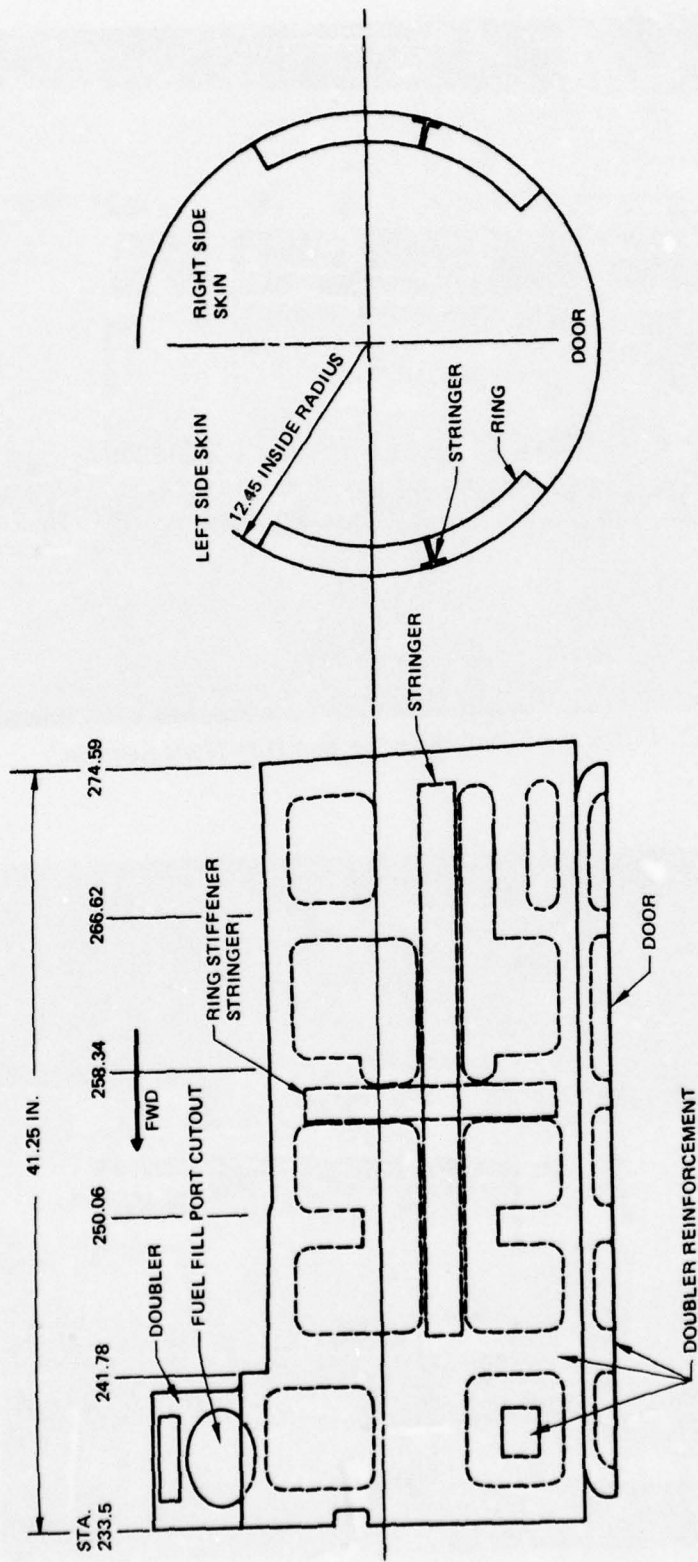 41.25 IN.
STA.
233.5
241.78
250.06
258.34
266.62
274.59
FWD
DOUBLER
FUEL FILL PORT CUTOUT
RING STIFFENER
STRINGER
STRINGER
DOOR
DOUBLER REINFORCEMENT
LEFT SIDE SKIN
RIGHT SIDE
SKIN
12.45 INSIDE RADIUS
STRINGER
RING
DOOR